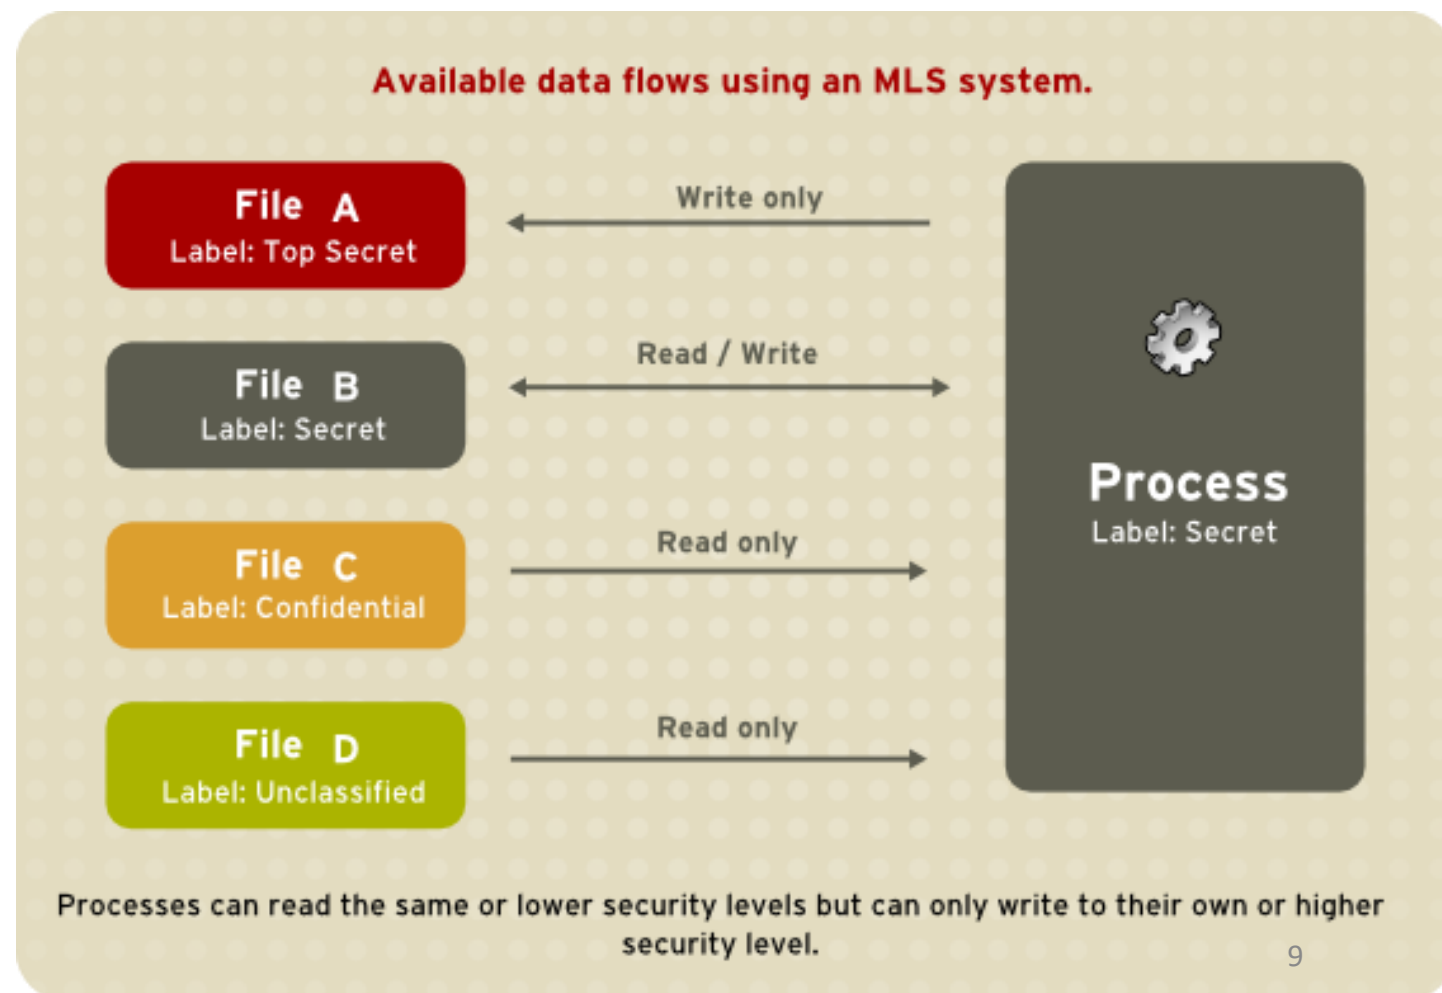 Available data flows using an MLS system.
File A
Label: Top Secret
Write only
File B
Label: Secret
Read / Write
File C
Label: Confidential
Read only
File D
Label: Unclassified
Read only
Process
Label: Secret
Processes can read the same or lower security levels but can only write to their own or higher
security level.
9